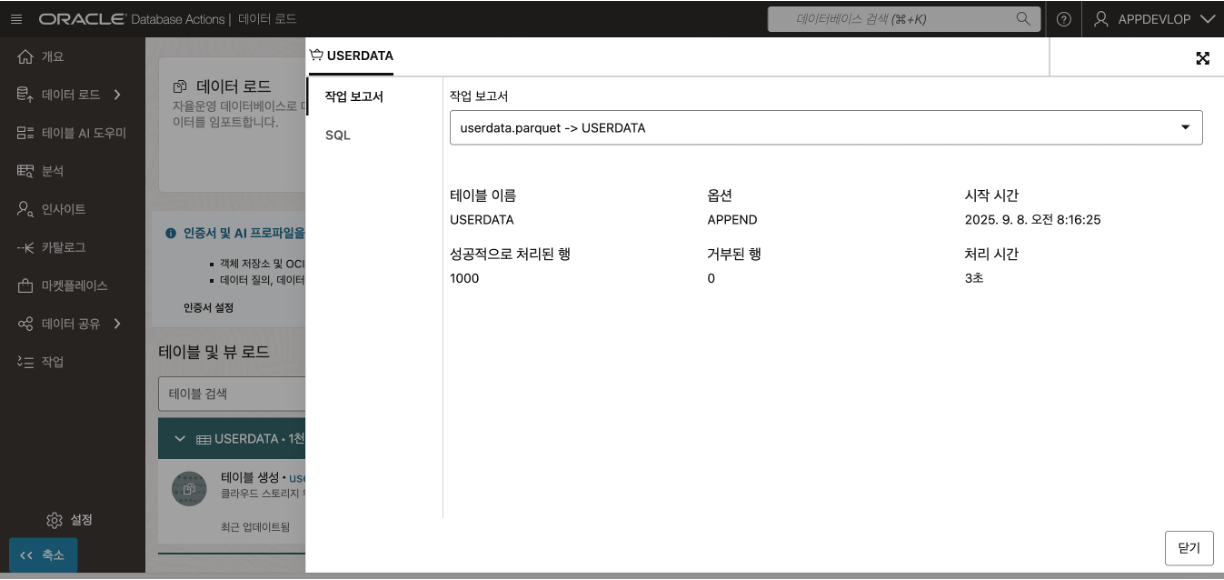 ORACLE Database Actions | 데이터 로드
데이터베이스 검색 (⌘+K)
APPDEVLOP
개요
데이터 로드
테이블 AI 도우미
분석
인사이트
카탈로그
마켓플레이스
데이터 공유
작업
설정
<< 축소
데이터 로드
자율운영 데이터베이스로
이터를 임포트합니다.
인증서 및 AI 프로파일을
객체 저장소 및 OCI
데이터 질의, 데이터
인증서 설정
테이블 및 뷰 로드
테이블 검색
USERDATA • 1천
테이블 생성 • use
클라우드 스토리지
최근 업데이트됨
USERDATA
작업 보고서
SQL
작업 보고서
userdata.parquet -> USERDATA
테이블 이름 옵션 시작 시간
USERDATA APPEND 2025. 9. 8. 오전 8:16:25
성공적으로 처리된 행 거부된 행 처리 시간
1000 0 3초
닫기